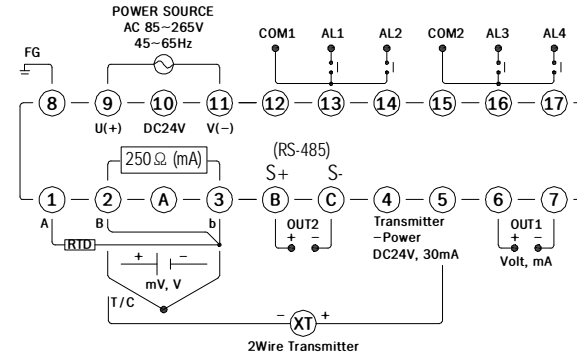 POWER SOURCE
AC 85~265V
45~65Hz
COM1 AL1 AL2 COM2 AL3 AL4
FG
8 9 10 11 12 13 14 15 16 17
U(+) DC24V V(−)
250Ω (mA)
(RS-485)
S+ S-
1 2 A 3 B C 4 5 6 7
A B b
OUT2
+ −
Transmitter
−Power
DC24V, 30mA
OUT1
+ −
Volt, mA
RTD
+ −
mV, V
T/C
− XT +
2Wire Transmitter